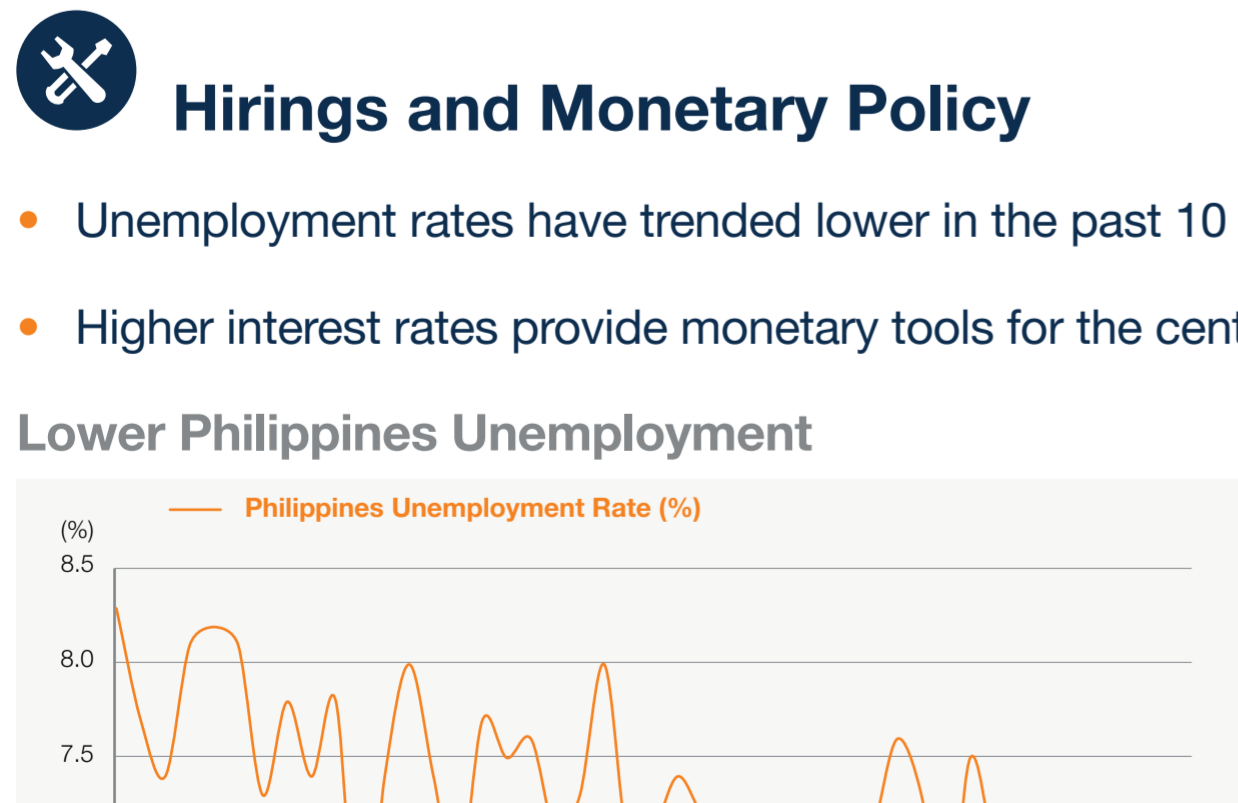 Hirings and Monetary Policy
• Unemployment rates have trended lower in the past 10
• Higher interest rates provide monetary tools for the cent
Lower Philippines Unemployment
Philippines Unemployment Rate (%)
(%)
8.5
8.0
7.5